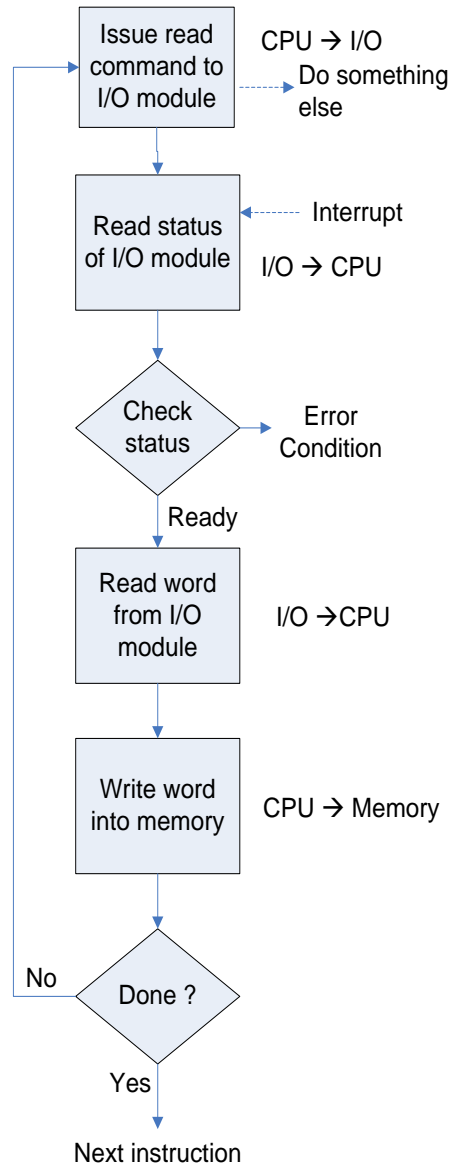 Issue read
command to
I/O module
CPU → I/O
Do something
else
Read status
of I/O module
Interrupt
I/O → CPU
Check
status
Error
Condition
Ready
Read word
from I/O
module
I/O →CPU
Write word
into memory
CPU → Memory
No
Done ?
Yes
Next instruction